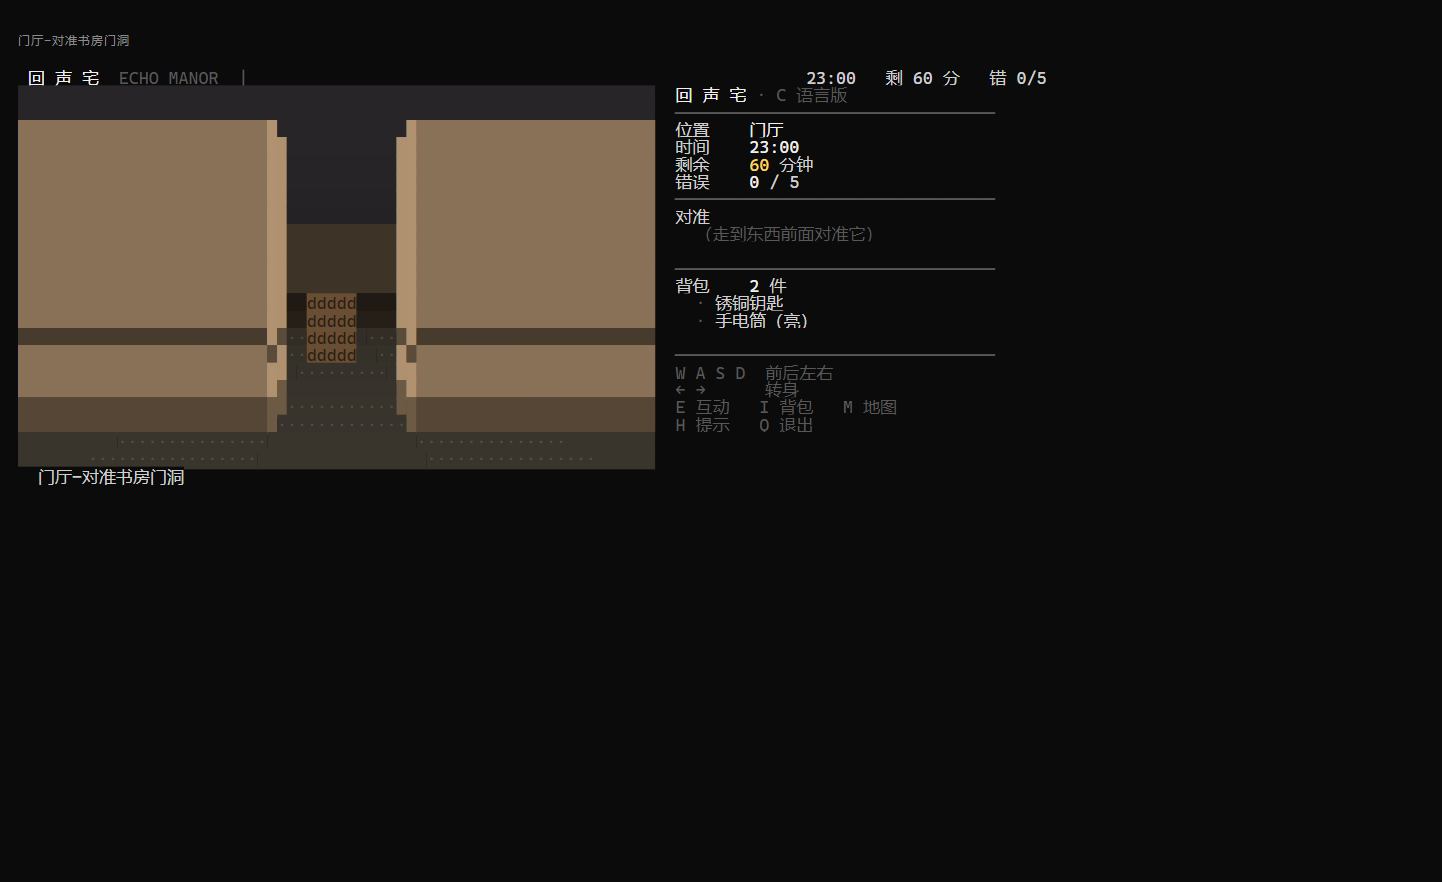 门厅-对准书房门洞
回 声 宅 ECHO MANOR | 23:00 剩 60 分 错 0/5
回 声 宅 · C 语言版
位置 门厅
时间 23:00
剩余 60 分钟
错误 0 / 5
对准
(走到东西前面对准它)
背包 2 件
· 锈铜钥匙
· 手电筒 (亮)
ddddd
ddddd
ddddd
ddddd
W A S D 前后左右
← → 转身
E 互动 I 背包 M 地图
H 提示 Q 退出
门厅-对准书房门洞